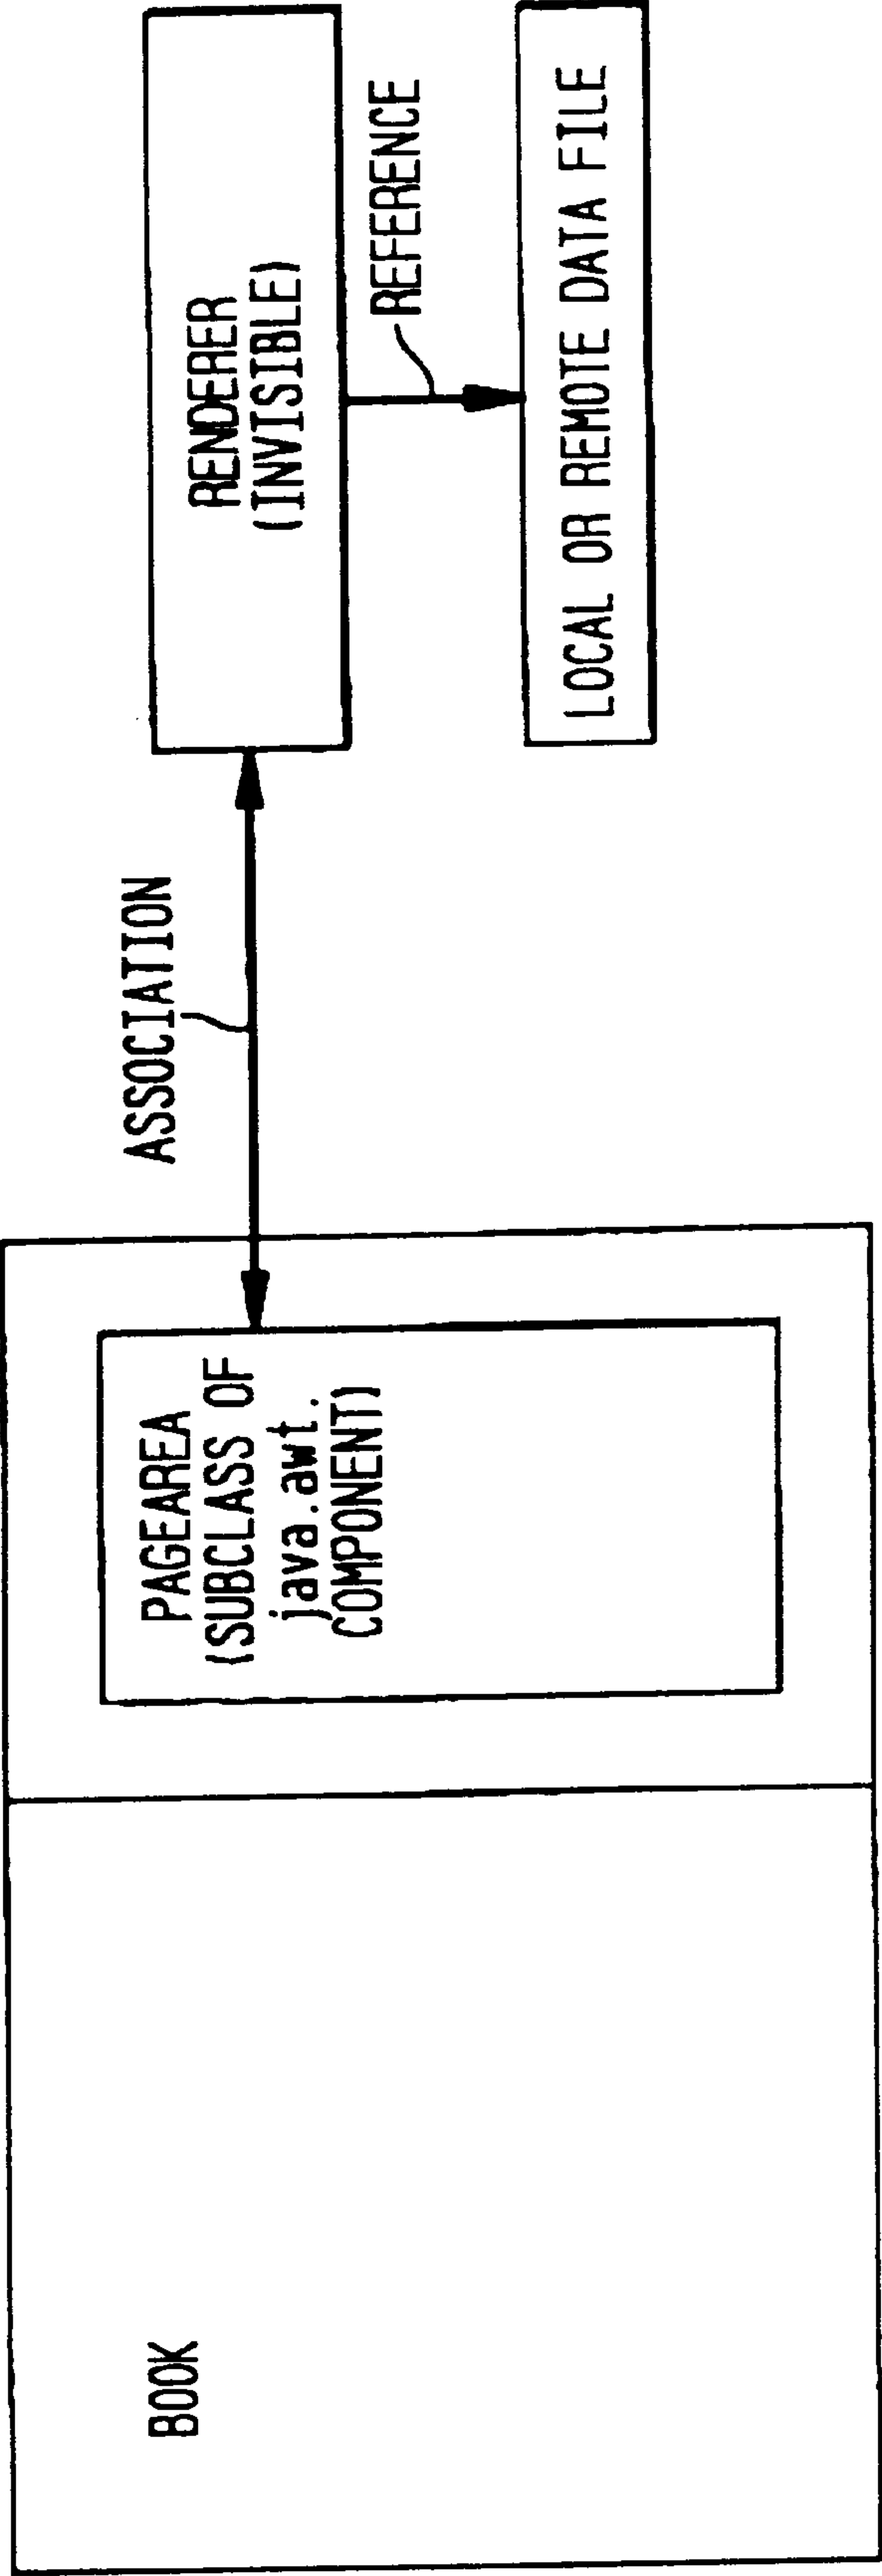 BOOK
PAGEAREA
(SUBCLASS OF
java.awt.
COMPONENT)
ASSOCIATION
RENDERER
(INVISIBLE)
REFERENCE
LOCAL OR REMOTE DATA FILE